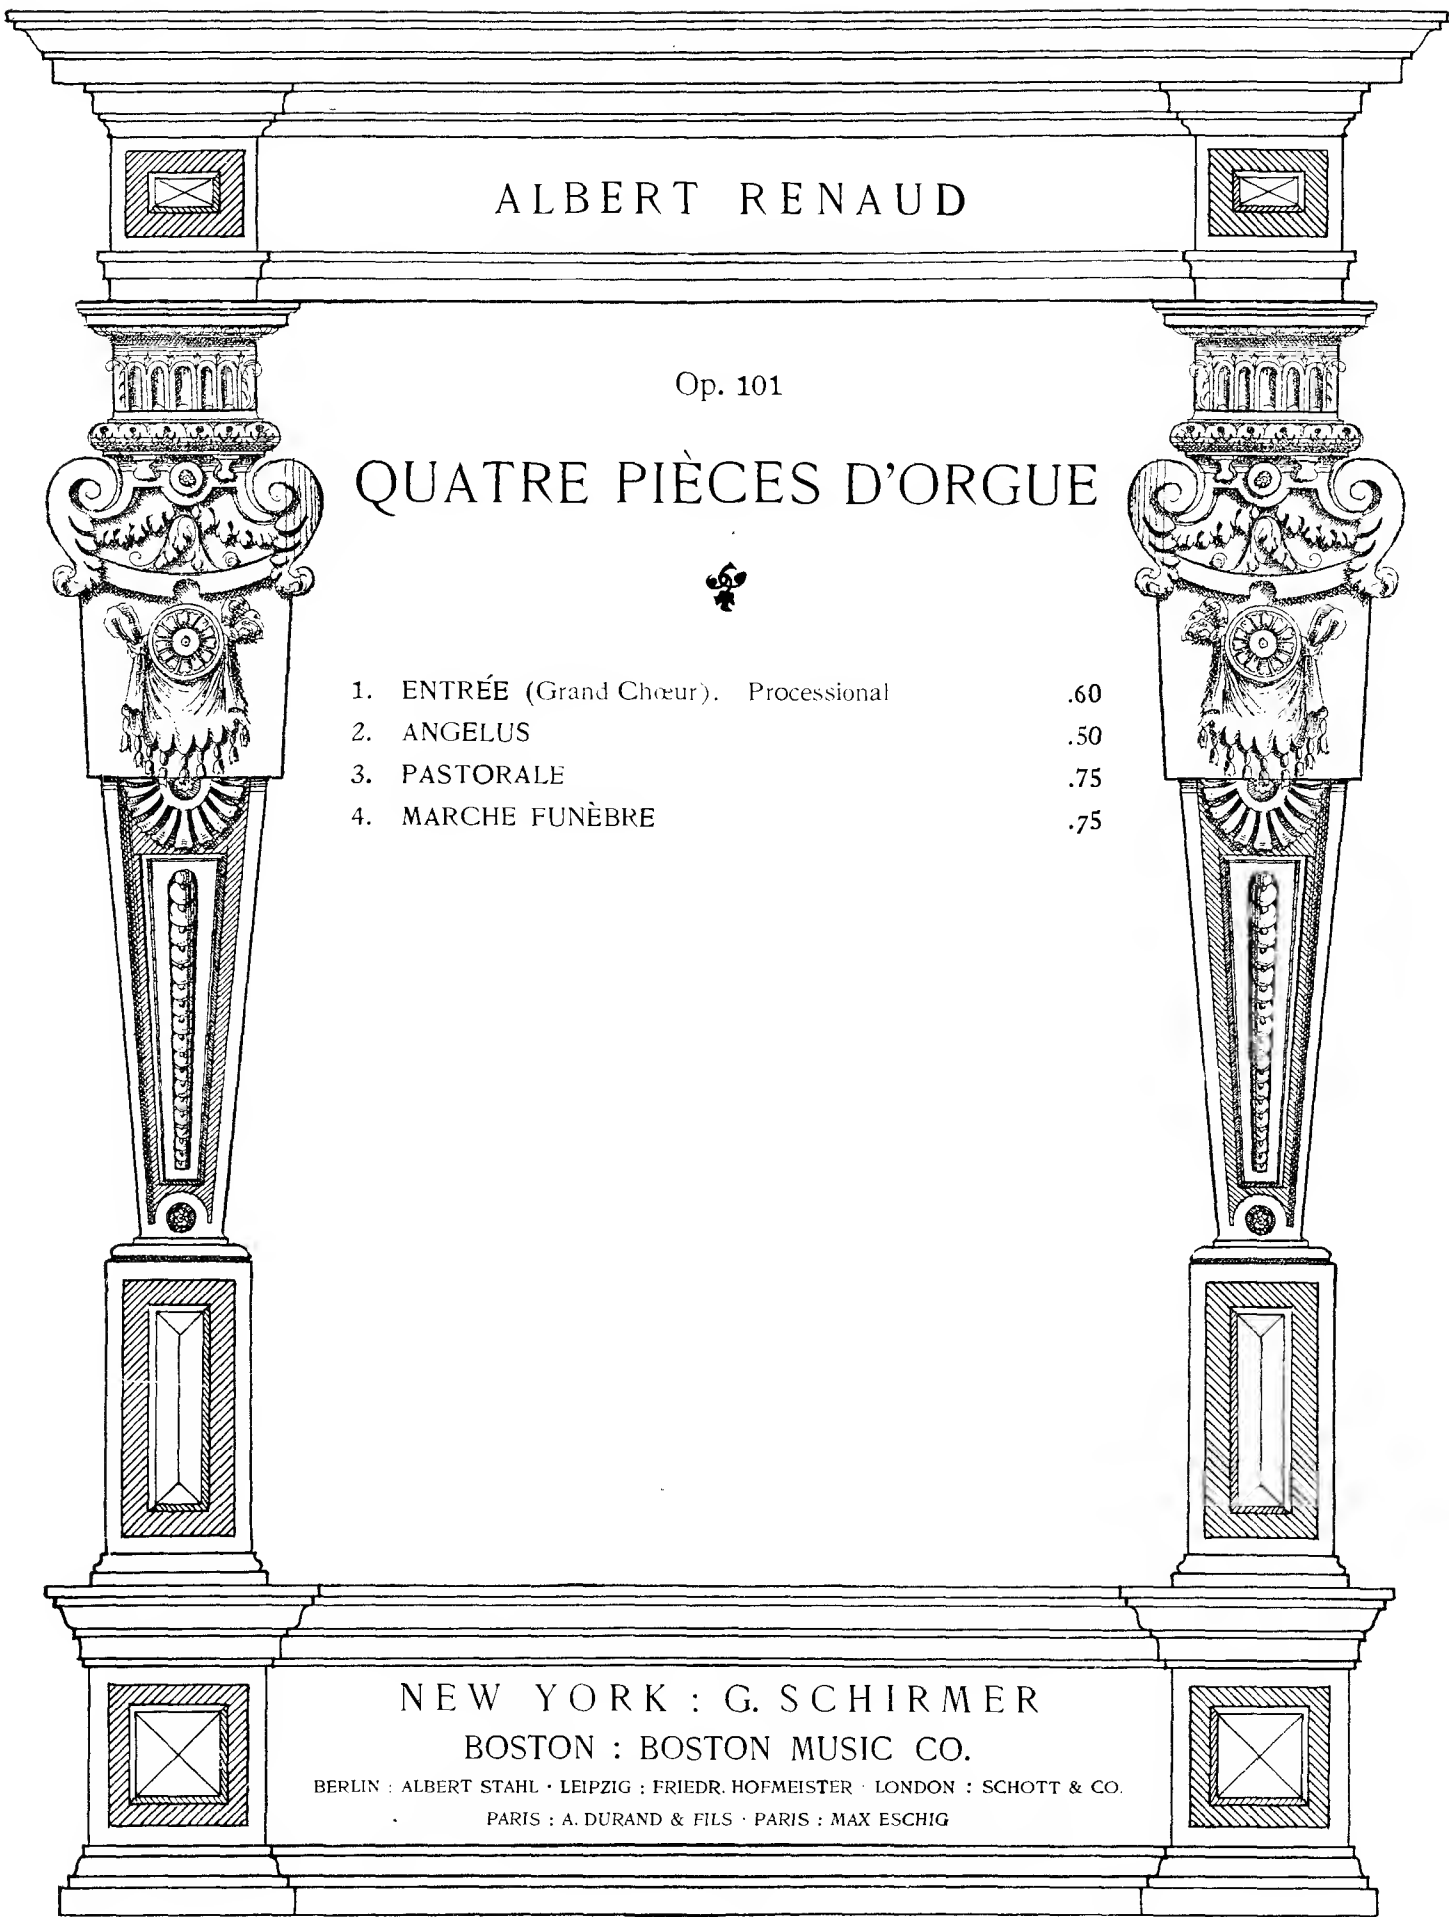 ALBERT RENAUD
Op. 101
QUATRE PIÈCES D'ORGUE
1. ENTRÉE (Grand Chœur). Processional .60
2. ANGELUS .50
3. PASTORALE .75
4. MARCHE FUNÈBRE .75
NEW YORK : G. SCHIRMER
BOSTON : BOSTON MUSIC CO.
BERLIN : ALBERT STAHL · LEIPZIG : FRIEDR. HOFMEISTER · LONDON : SCHOTT & CO.
PARIS : A. DURAND & FILS · PARIS : MAX ESCHIG